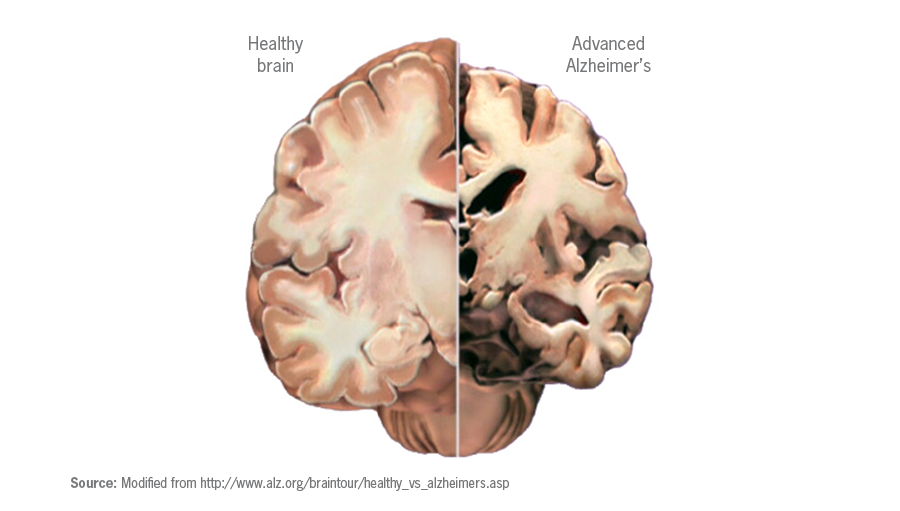 Healthy
brain
Advanced
Alzheimer's
Source: Modified from http://www.alz.org/braintour/healthy_vs_alzheimers.asp